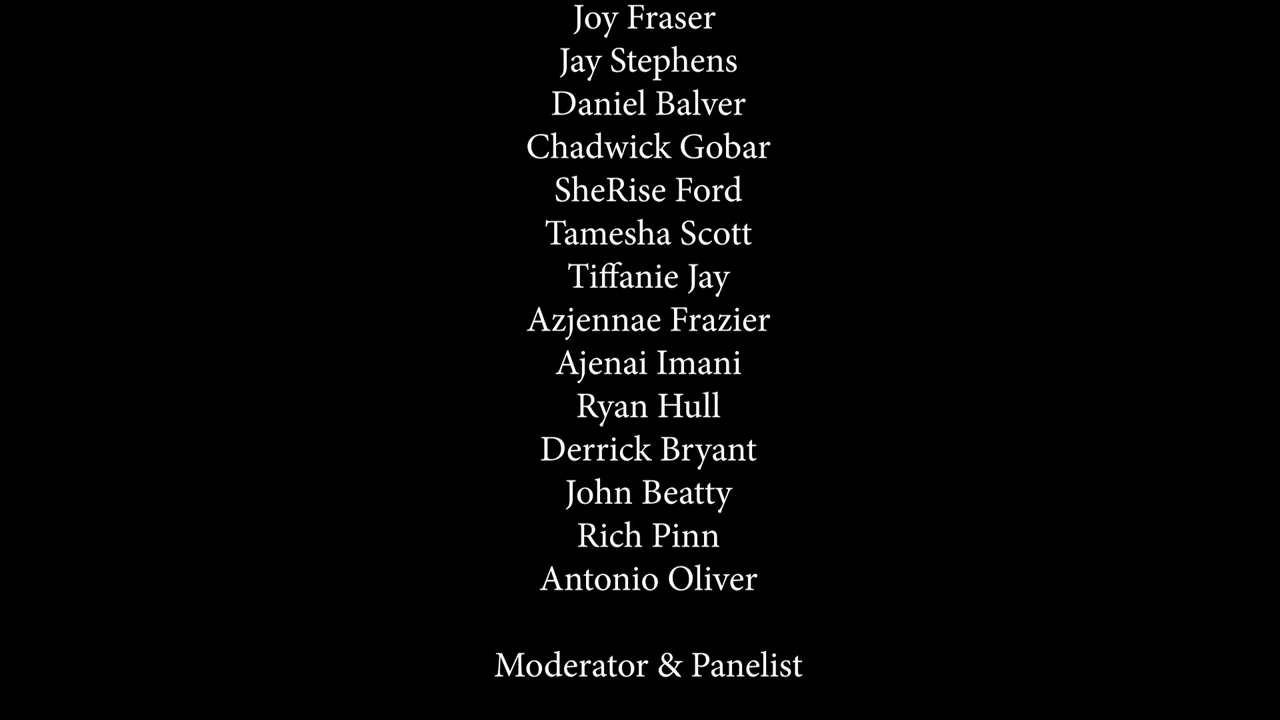 Joy Fraser
Jay Stephens
Daniel Balver
Chadwick Gobar
SheRise Ford
Tamesha Scott
Tiffanie Jay
Azjennae Frazier
Ajenai Imani
Ryan Hull
Derrick Bryant
John Beatty
Rich Pinn
Antonio Oliver
Moderator & Panelist